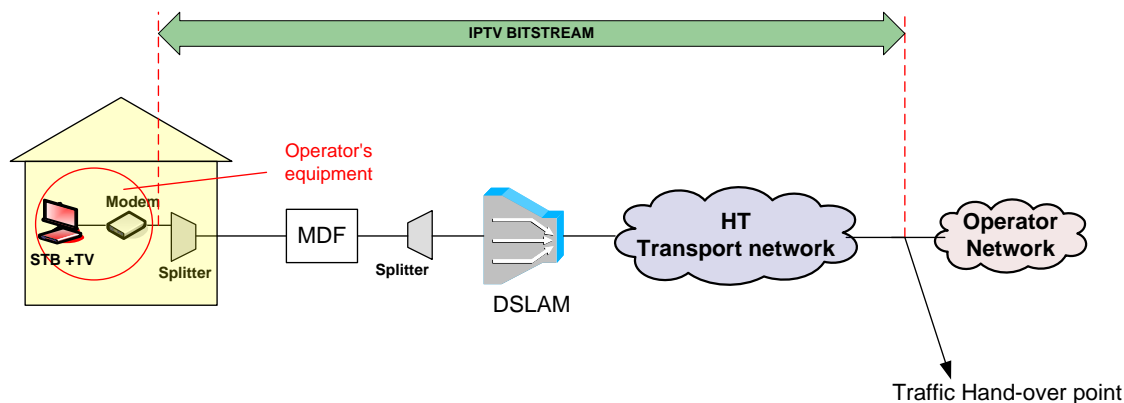 IPTV BITSTREAM
Operator's
equipment
Modem
STB +TV
Splitter
MDF
Splitter
DSLAM
HT
Transport network
Operator
Network
Traffic Hand-over point